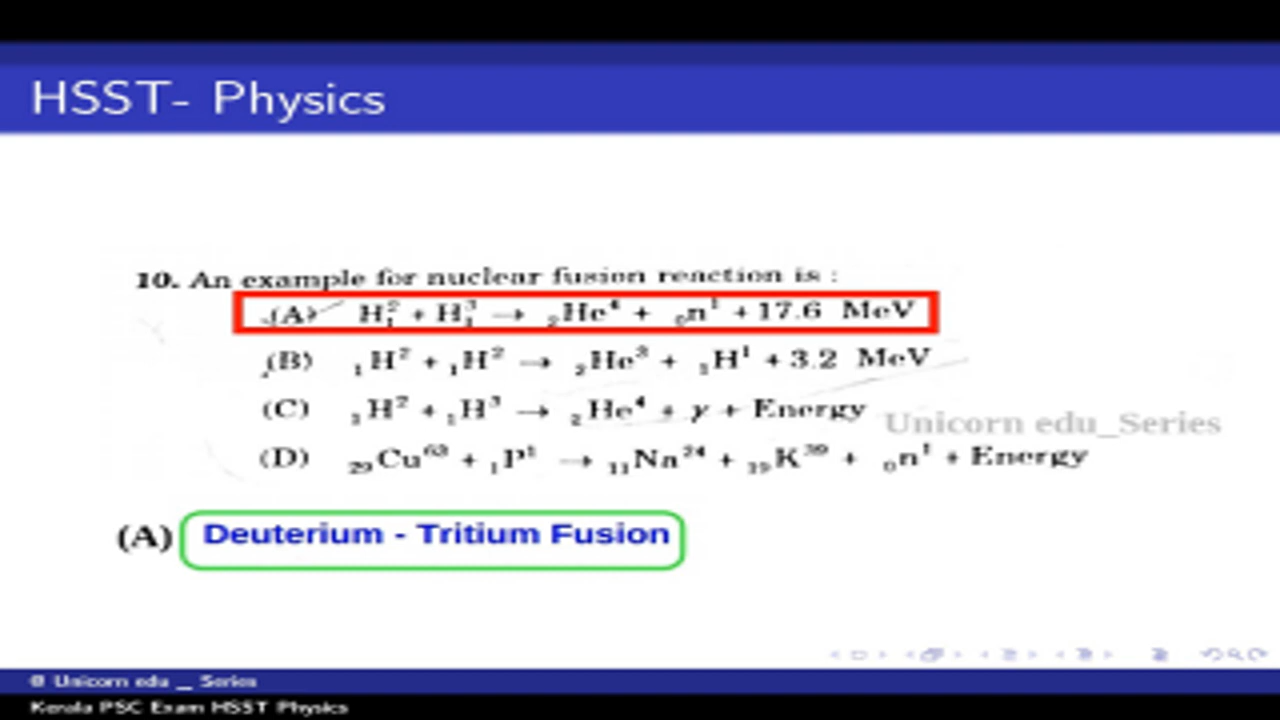 HSST- Physics
10. An example for nuclear fusion reaction is :
(A) H₁² + H₁³ → ₂He⁴ + ₀n¹ + 17.6 MeV
(B) ₁H² + ₁H² → ₂He³ + ₁H¹ + 3.2 MeV
(C) ₁H² + ₁H³ → ₂He⁴ + γ + Energy
Unicorn edu_Series
(D) ₂₉Cu⁶³ + ₁P¹ → ₁₁Na²⁴ + ₁₉K³⁹ + ₀n¹ + Energy
(A) Deuterium - Tritium Fusion
© Unicorn edu _ Series
Kerala PSC Exam HSST Physics